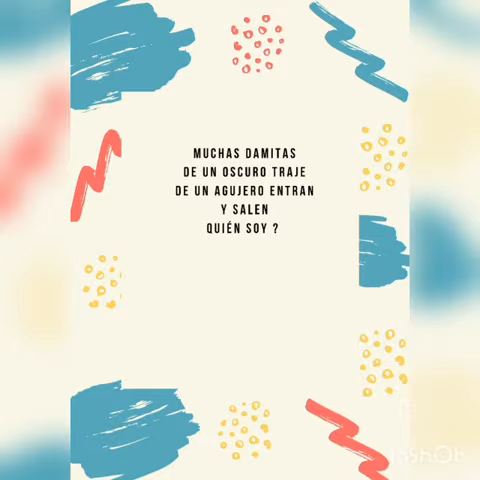 MUCHAS DAMITAS
DE UN OSCURO TRAJE
DE UN AGUJERO ENTRAN
Y SALEN
QUIÉN SOY ?